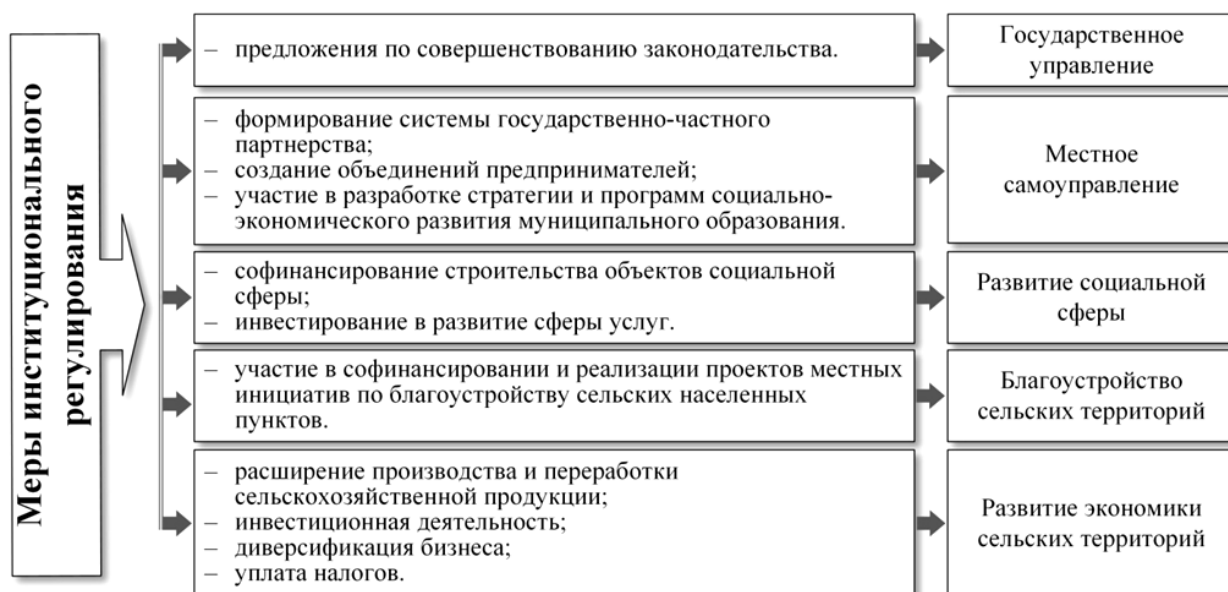 Меры институционального
регулирования
– предложения по совершенствованию законодательства.
Государственное
управление
– формирование системы государственно-частного
партнерства;
– создание объединений предпринимателей;
– участие в разработке стратегии и программ социально-
экономического развития муниципального образования.
Местное
самоуправление
– софинансирование строительства объектов социальной
сферы;
– инвестирование в развитие сферы услуг.
Развитие социальной
сферы
– участие в софинансировании и реализации проектов местных
инициатив по благоустройству сельских населенных
пунктов.
Благоустройство
сельских территорий
– расширение производства и переработки
сельскохозяйственной продукции;
– инвестиционная деятельность;
– диверсификация бизнеса;
– уплата налогов.
Развитие экономики
сельских территорий